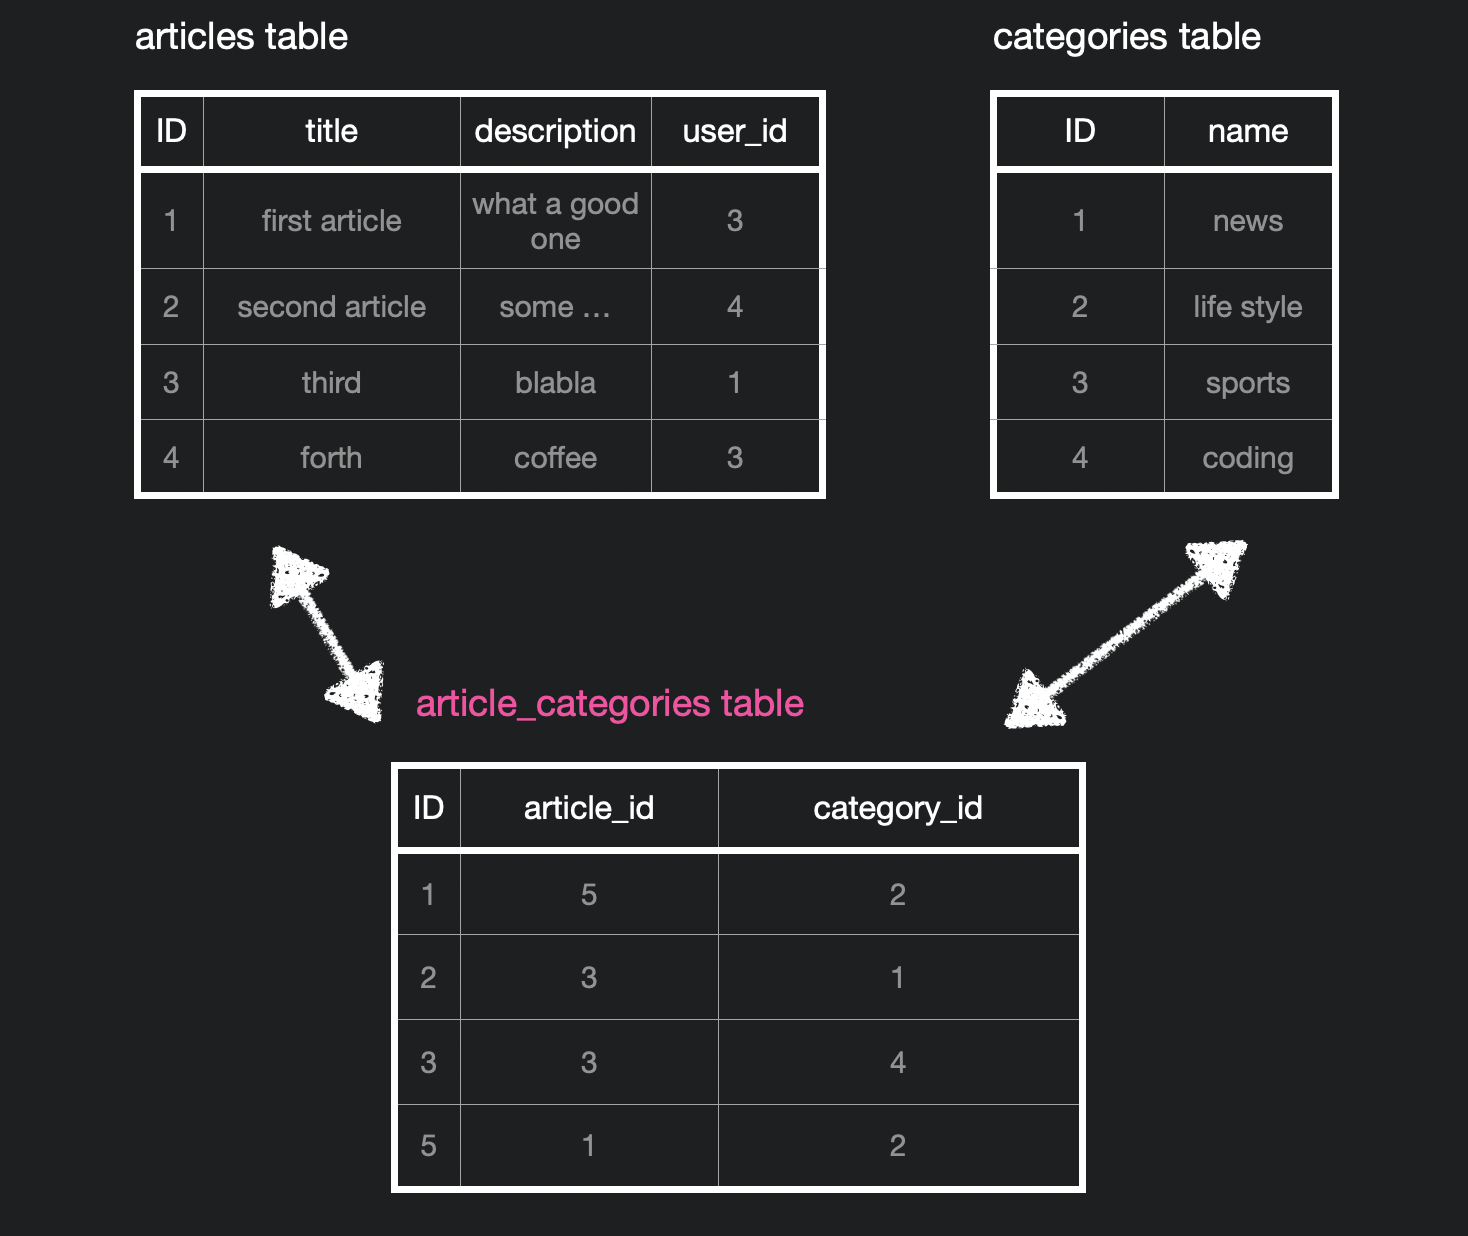 articles table
ID title description user_id
1 first article what a good one 3
2 second article some ... 4
3 third blabla 1
4 forth coffee 3
categories table
ID name
1 news
2 life style
3 sports
4 coding
article_categories table
ID article_id category_id
1 5 2
2 3 1
3 3 4
5 1 2